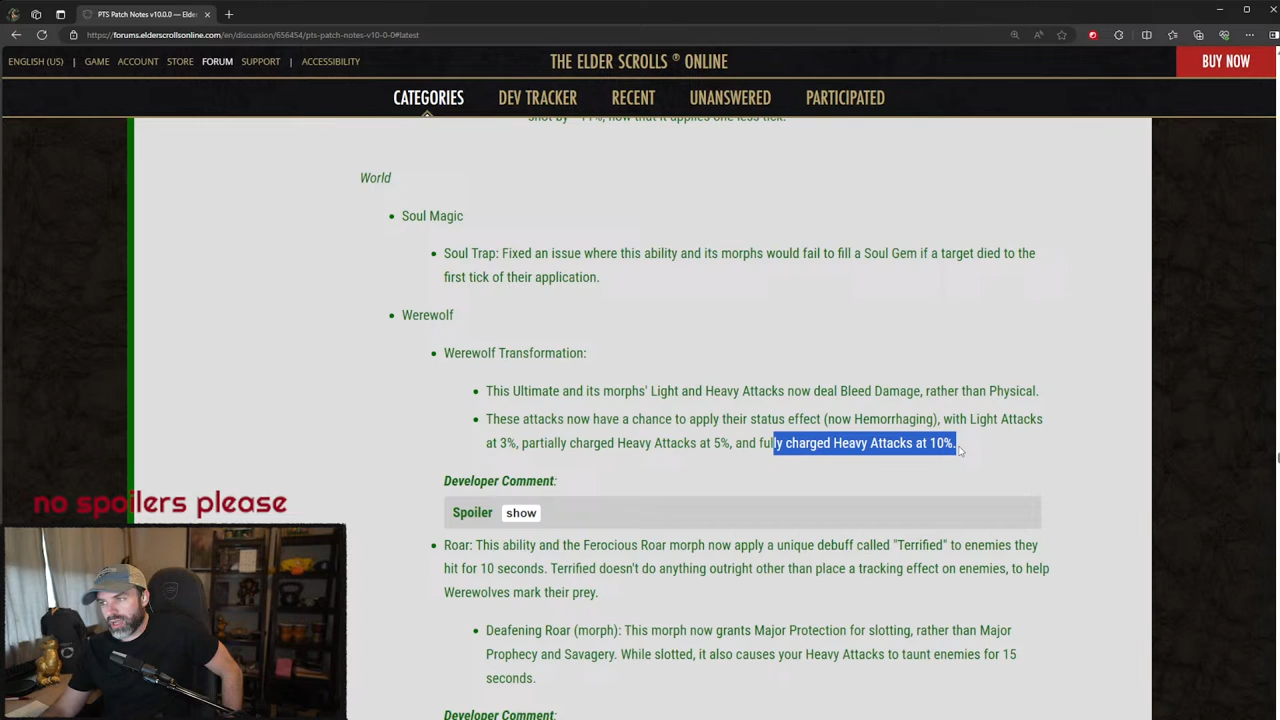 PTS Patch Notes v10.0.0 — Elder
https://forums.elderscrollsonline.com/en/discussion/656454/pts-patch-notes-v10-0-0#latest
ENGLISH (US) | GAME ACCOUNT STORE FORUM SUPPORT | ACCESSIBILITY
THE ELDER SCROLLS ® ONLINE
BUY NOW
CATEGORIES DEV TRACKER RECENT UNANSWERED PARTICIPATED
now that it applies one less tick.
World
Soul Magic
Soul Trap: Fixed an issue where this ability and its morphs would fail to fill a Soul Gem if a target died to the
first tick of their application.
Werewolf
Werewolf Transformation:
This Ultimate and its morphs' Light and Heavy Attacks now deal Bleed Damage, rather than Physical.
These attacks now have a chance to apply their status effect (now Hemorrhaging), with Light Attacks
at 3%, partially charged Heavy Attacks at 5%, and fully charged Heavy Attacks at 10%.
Developer Comment:
no spoilers please
Spoiler show
Roar: This ability and the Ferocious Roar morph now apply a unique debuff called "Terrified" to enemies they
hit for 10 seconds. Terrified doesn't do anything outright other than place a tracking effect on enemies, to help
Werewolves mark their prey.
Deafening Roar (morph): This morph now grants Major Protection for slotting, rather than Major
Prophecy and Savagery. While slotted, it also causes your Heavy Attacks to taunt enemies for 15
seconds.
Developer Comment: